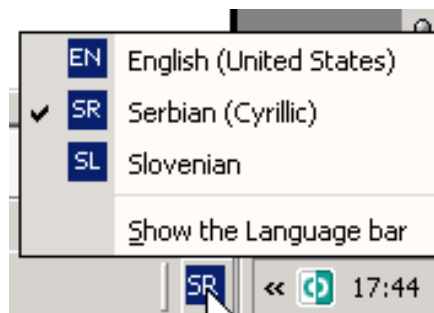 EN English (United States)
SR Serbian (Cyrillic)
SL Slovenian
Show the Language bar
SR « 17:44